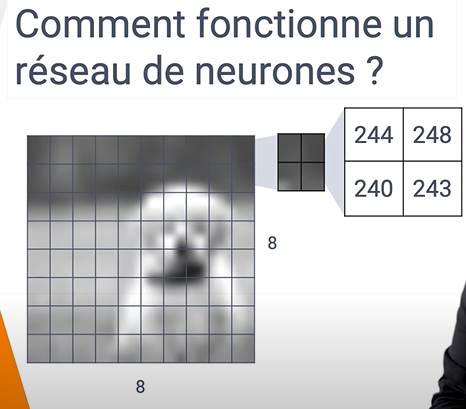 Comment fonctionne un
réseau de neurones ?
244 248
240 243
8
8